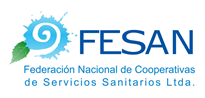 FESAN
Federación Nacional de Cooperativas
de Servicios Sanitarios Ltda.